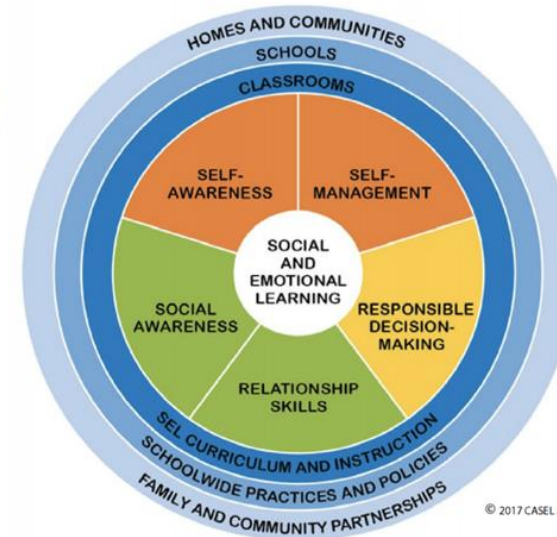 HOMES AND COMMUNITIES
SCHOOLS
CLASSROOMS
SELF-
AWARENESS
SELF-
MANAGEMENT
SOCIAL
AND
EMOTIONAL
LEARNING
SOCIAL
AWARENESS
RESPONSIBLE
DECISION-
MAKING
RELATIONSHIP
SKILLS
SEL CURRICULUM AND INSTRUCTION
SCHOOLWIDE PRACTICES AND POLICIES
FAMILY AND COMMUNITY PARTNERSHIPS
© 2017 CASEL